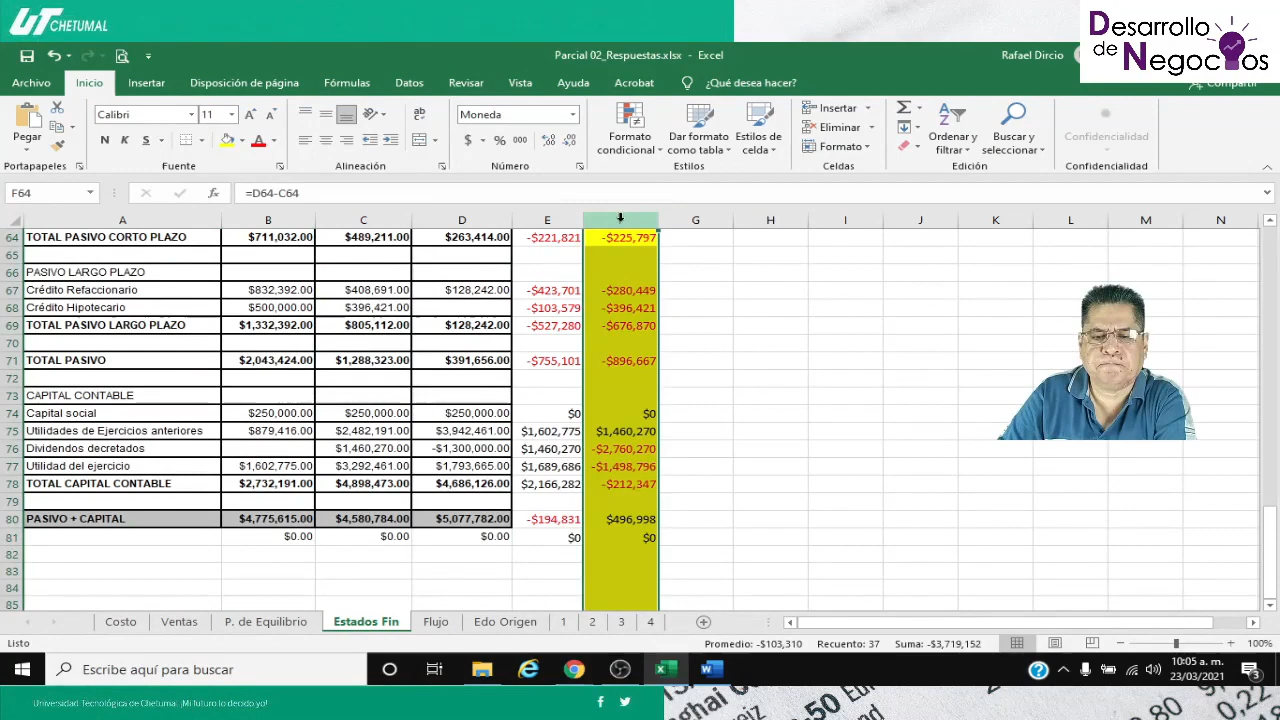 UT CHETUMAL
Desarrollo de Negocios
Parcial 02_Respuestas.xlsx - Excel
Rafael Dircio
Archivo Inicio Insertar Disposición de página Fórmulas Datos Revisar Vista Ayuda Acrobat ¿Qué desea hacer? Compartir
Calibri 11 Moneda
Pegar
N K S
$ % 000
Formato condicional
Dar formato como tabla
Estilos de celda
Insertar
Eliminar
Formato
Ordenar y filtrar
Buscar y seleccionar
Confidencialidad
Portapapeles Fuente Alineación Número Estilos Celdas Edición Confidencialidad
F64 fx =D64-C64
A B C D E G H I J K L M N
64 TOTAL PASIVO CORTO PLAZO $711,032.00 $489,211.00 $263,414.00 -$221,821 -$225,797
65
66 PASIVO LARGO PLAZO
67 Crédito Refaccionario $832,392.00 $408,691.00 $128,242.00 -$423,701 -$280,449
68 Crédito Hipotecario $500,000.00 $396,421.00 -$103,579 -$396,421
69 TOTAL PASIVO LARGO PLAZO $1,332,392.00 $805,112.00 $128,242.00 -$527,280 -$676,870
70
71 TOTAL PASIVO $2,043,424.00 $1,288,323.00 $391,656.00 -$755,101 -$896,667
72
73 CAPITAL CONTABLE
74 Capital social $250,000.00 $250,000.00 $250,000.00 $0 $0
75 Utilidades de Ejercicios anteriores $879,416.00 $2,482,191.00 $3,942,461.00 $1,602,775 $1,460,270
76 Dividendos decretados $1,460,270.00 -$1,300,000.00 $1,460,270 -$2,760,270
77 Utilidad del ejercicio $1,602,775.00 $3,292,461.00 $1,793,665.00 $1,689,686 -$1,498,796
78 TOTAL CAPITAL CONTABLE $2,732,191.00 $4,898,473.00 $4,686,126.00 $2,166,282 -$212,347
79
80 PASIVO + CAPITAL $4,775,615.00 $4,580,784.00 $5,077,782.00 -$194,831 $496,998
81 $0.00 $0.00 $0.00 $0 $0
82
83
84
85
Costo Ventas P. de Equilibrio Estados Fin Flujo Edo Origen 1 2 3 4
Listo Promedio: -$103,310 Recuento: 37 Suma: -$3,719,152 100%
Escribe aquí para buscar
10:05 a. m.
23/03/2021
3
Universidad Tecnológica de Chetumal. ¡Mi futuro lo decido yo!